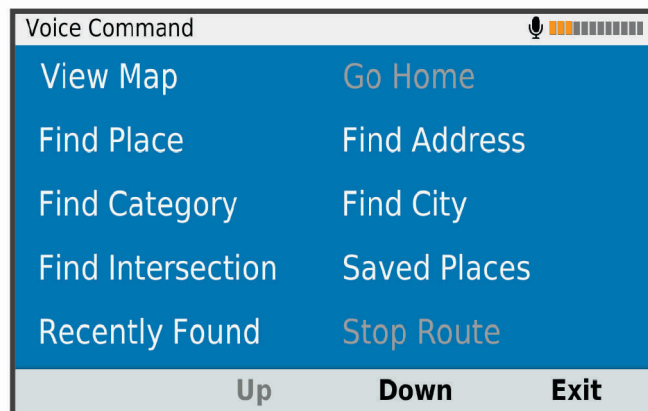 Voice Command
View Map Go Home
Find Place Find Address
Find Category Find City
Find Intersection Saved Places
Recently Found Stop Route
Up Down Exit